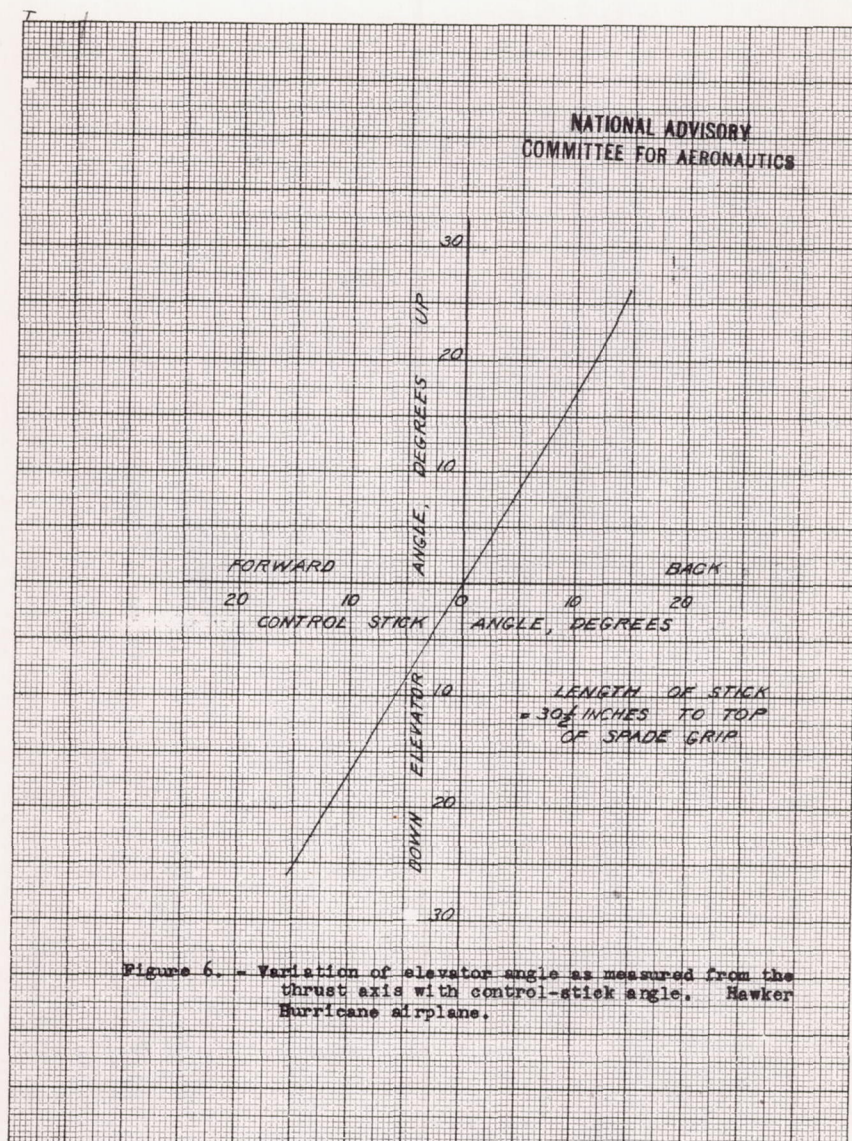 NATIONAL ADVISORY
COMMITTEE FOR AERONAUTICS
30
20
10
ANGLE, DEGREES UP
FORWARD
BACK
20 10 0 10 20
CONTROL STICK ANGLE, DEGREES
DOWN ELEVATOR
10
20
30
LENGTH OF STICK
= 30½ INCHES TO TOP
OF SPADE GRIP
Figure 6. - Variation of elevator angle as measured from the
thrust axis with control-stick angle. Hawker
Hurricane airplane.